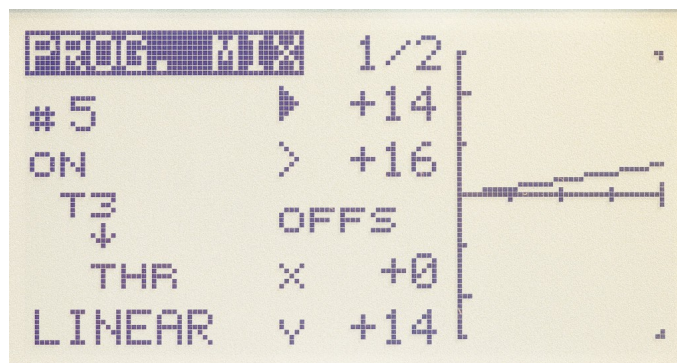 PROG. MIX 1/2
#5 ▶ +14
ON > +16
T3 OFFS
↓
THR X +0
LINEAR Y +14